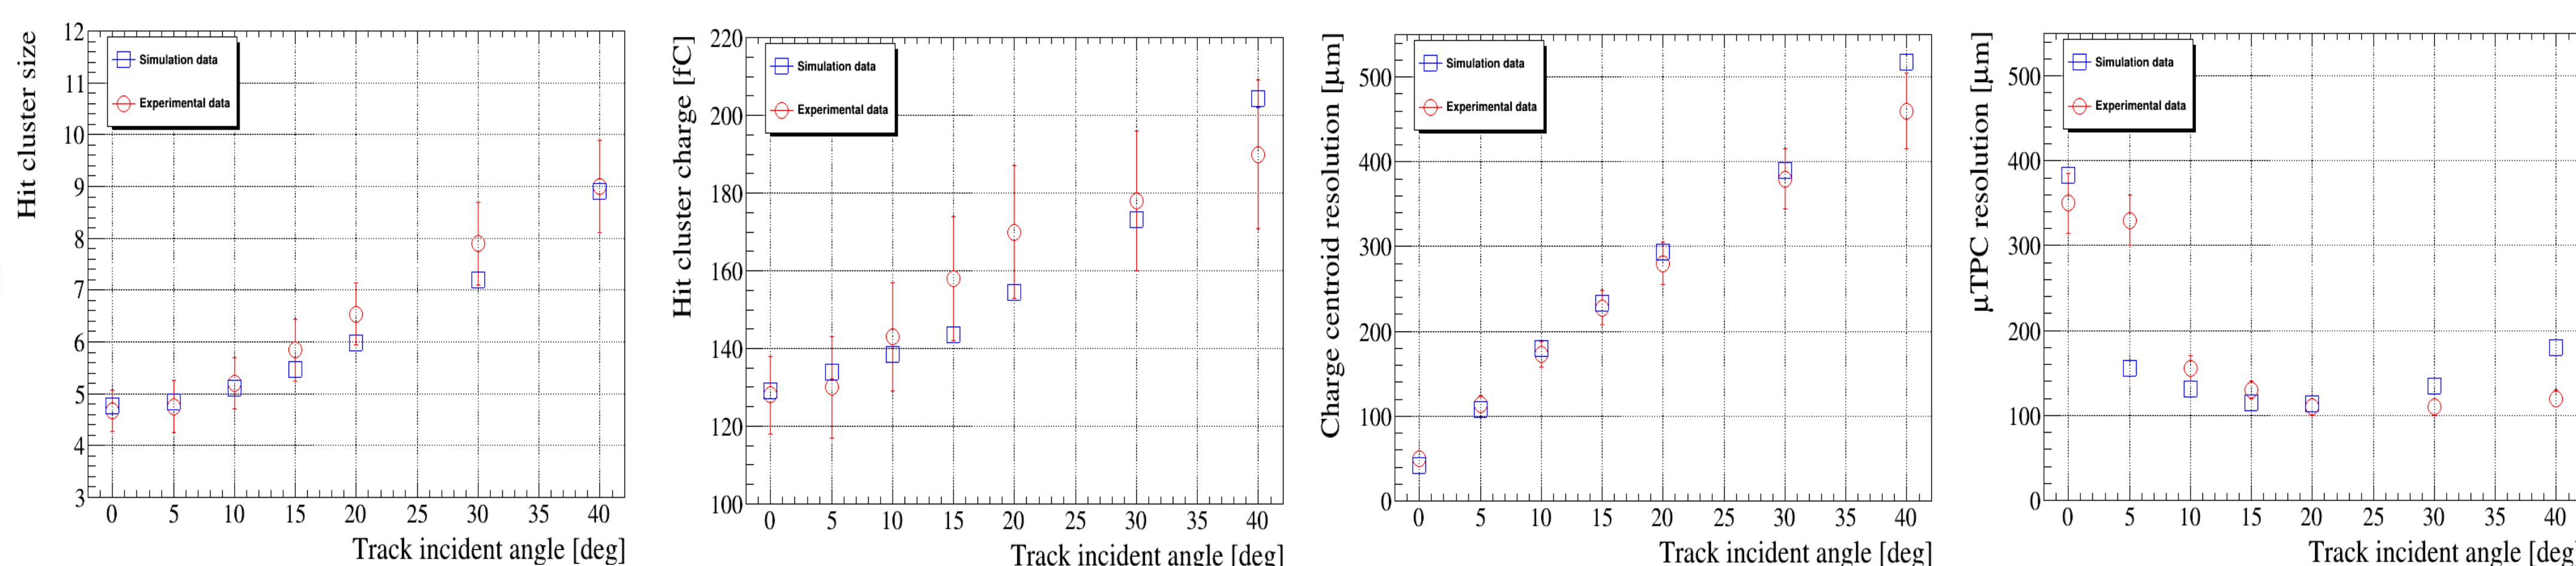 Hit cluster size
12
11
10
9
8
7
6
5
4
3
Simulation data
Experimental data
0 5 10 15 20 25 30 35 40
Track incident angle [deg]
Hit cluster charge [fC]
220
200
180
160
140
120
100
Simulation data
Experimental data
0 5 10 15 20 25 30 35 40
Track incident angle [deg]
Charge centroid resolution [μm]
500
400
300
200
100
0
Simulation data
Experimental data
0 5 10 15 20 25 30 35 40
Track incident angle [deg]
μTPC resolution [μm]
500
400
300
200
100
0
Simulation data
Experimental data
0 5 10 15 20 25 30 35 40
Track incident angle [deg